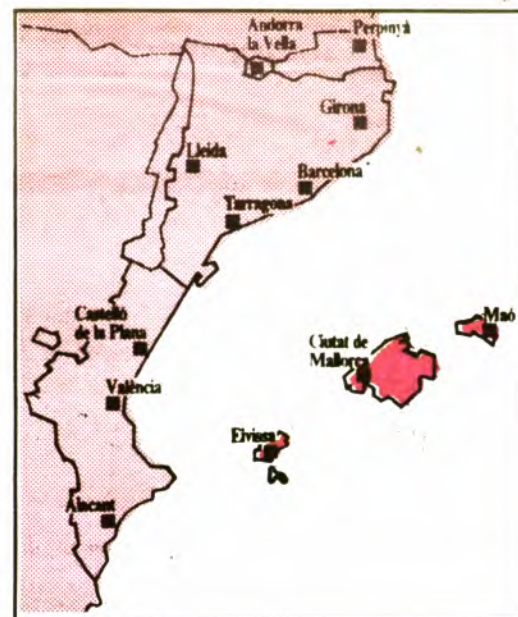 Andorra
la Vella
Perpinyà
Girona
Lleida
Barcelona
Tarragona
Castelló
de la Plana
Maó
Ciutat de
Mallorca
València
Eivissa
Alacant